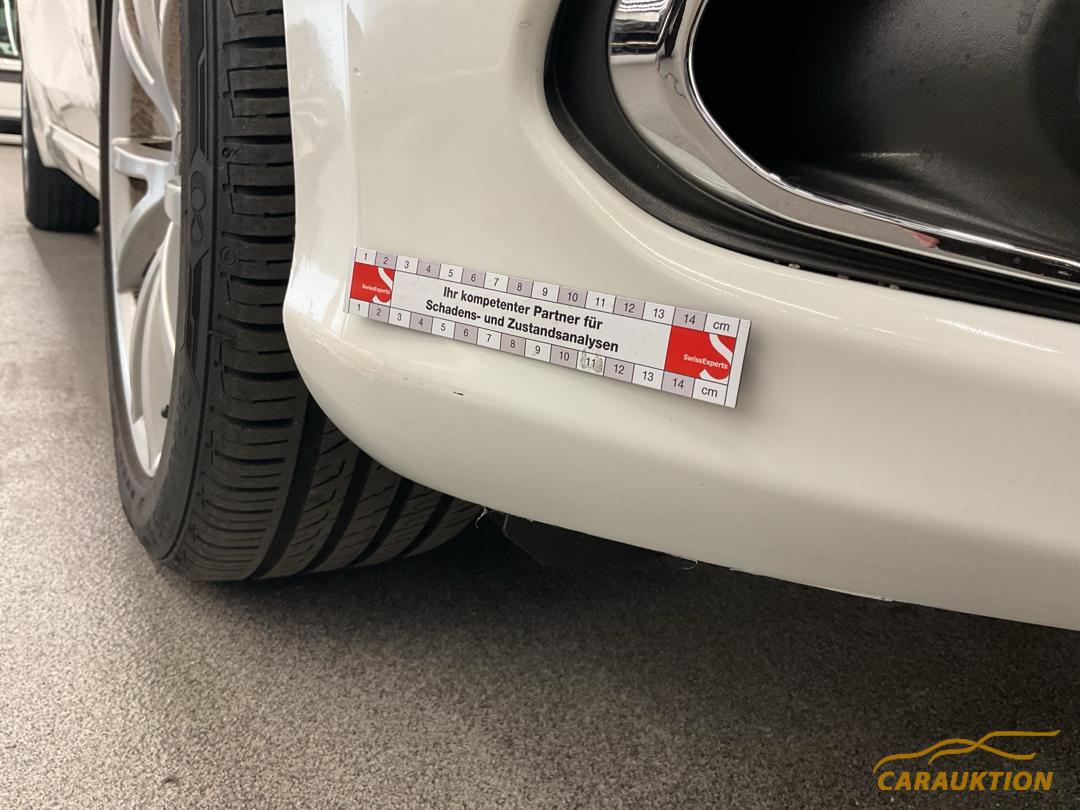 1 2 3 4 5 6 7 8 9 10 11 12 13 14 cm
SwissExperts
Ihr kompetenter Partner für
Schadens- und Zustandsanalysen
SwissExperts
1 2 3 4 5 6 7 8 9 10 11 12 13 14 cm
CARAUKTION